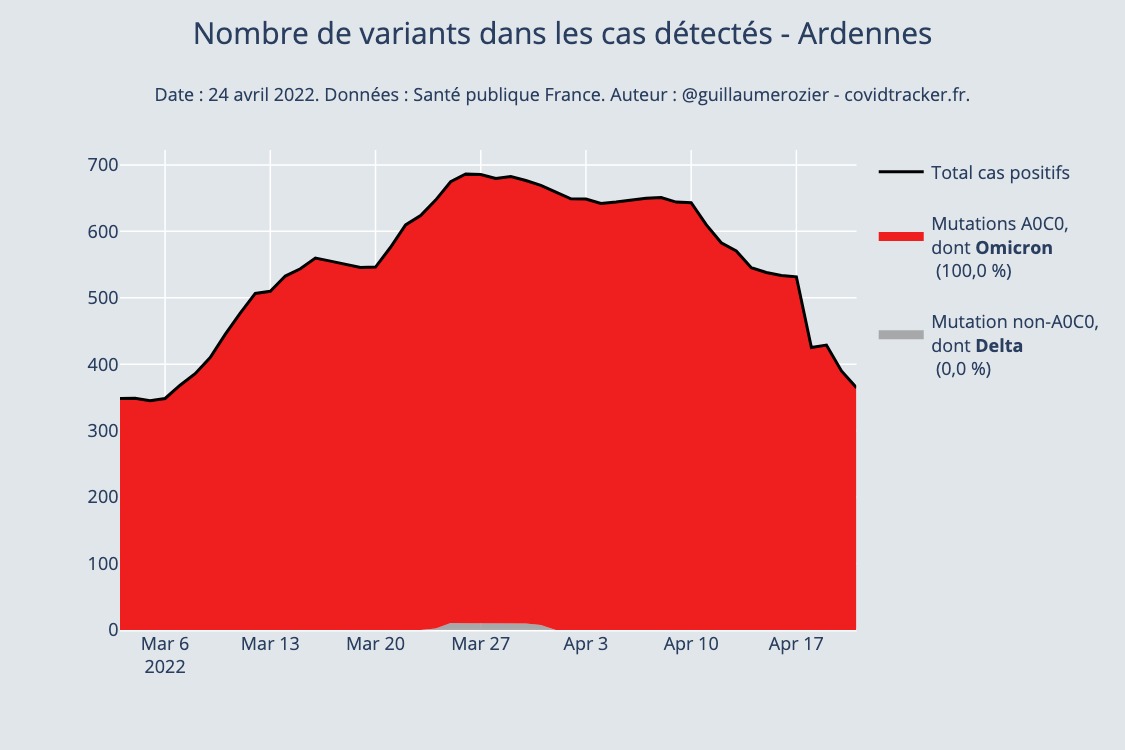 Nombre de variants dans les cas détectés - Ardennes
Date : 24 avril 2022. Données : Santé publique France. Auteur : @guillaumerozier - covidtracker.fr.
700
600
500
400
300
200
100
0
Mar 6
2022
Mar 13
Mar 20
Mar 27
Apr 3
Apr 10
Apr 17
Total cas positifs
Mutations A0C0,
dont Omicron
(100,0 %)
Mutation non-A0C0,
dont Delta
(0,0 %)